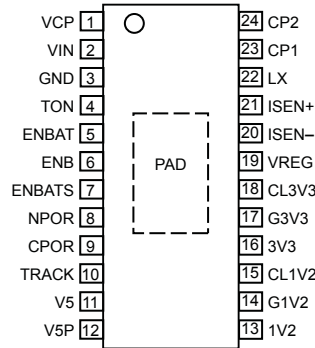 VCP 1 24 CP2
VIN 2 23 CP1
GND 3 22 LX
TON 4 21 ISEN+
ENBAT 5 20 ISEN–
ENB 6 19 VREG
ENBATS 7 18 CL3V3
NPOR 8 17 G3V3
CPOR 9 16 3V3
TRACK 10 15 CL1V2
V5 11 14 G1V2
V5P 12 13 1V2
PAD